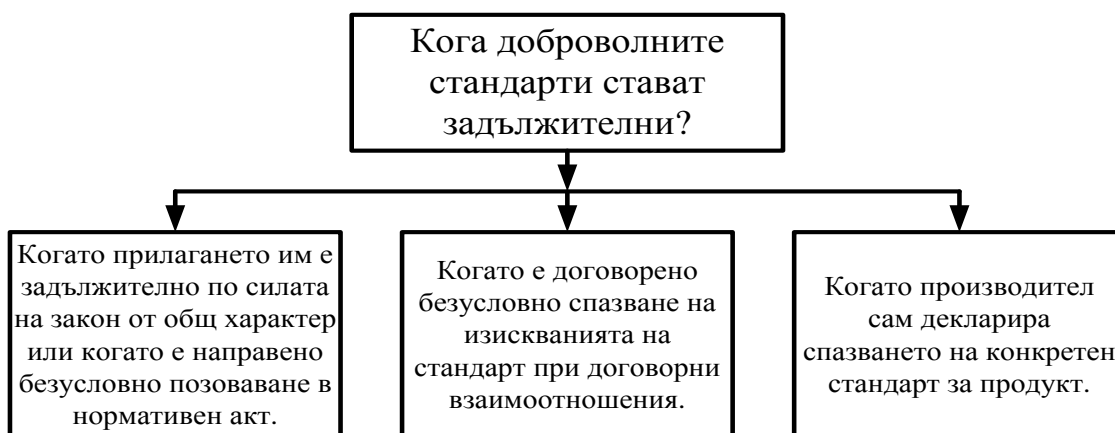 Кога доброволните
стандарти стават
задължителни?
Когато прилагането им е
задължително по силата
на закон от общ характер
или когато е направено
безусловно позоваване в
нормативен акт.
Когато е договорено
безусловно спазване на
изискванията на
стандарт при договорни
взаимоотношения.
Когато производител
сам декларира
спазването на конкретен
стандарт за продукт.